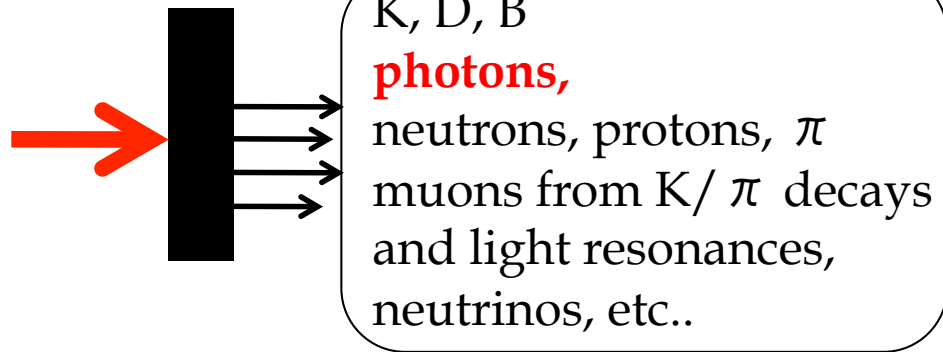 K, D, B
photons,
neutrons, protons, π
muons from K/ π decays
and light resonances,
neutrinos, etc..